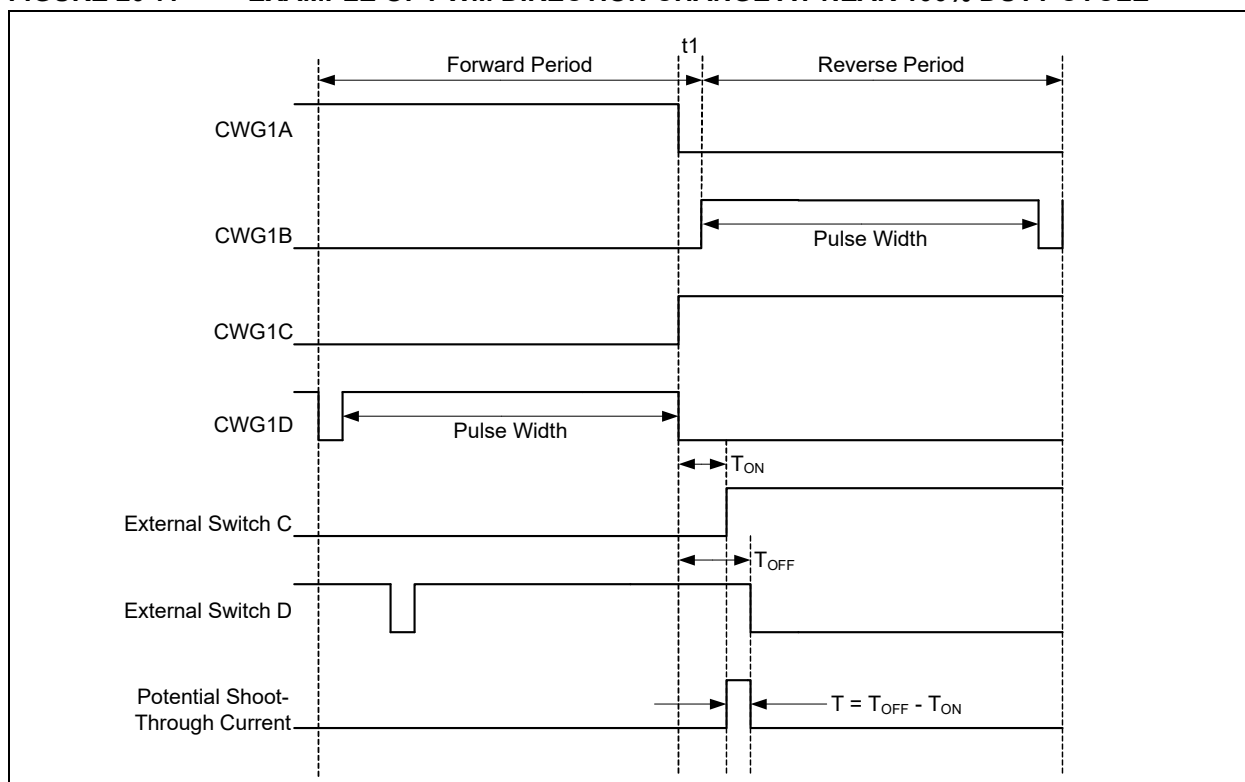 t1
Forward Period
Reverse Period
CWG1A
CWG1B
Pulse Width
CWG1C
CWG1D
Pulse Width
TON
External Switch C
TOFF
External Switch D
Potential Shoot-
Through Current
T = TOFF - TON